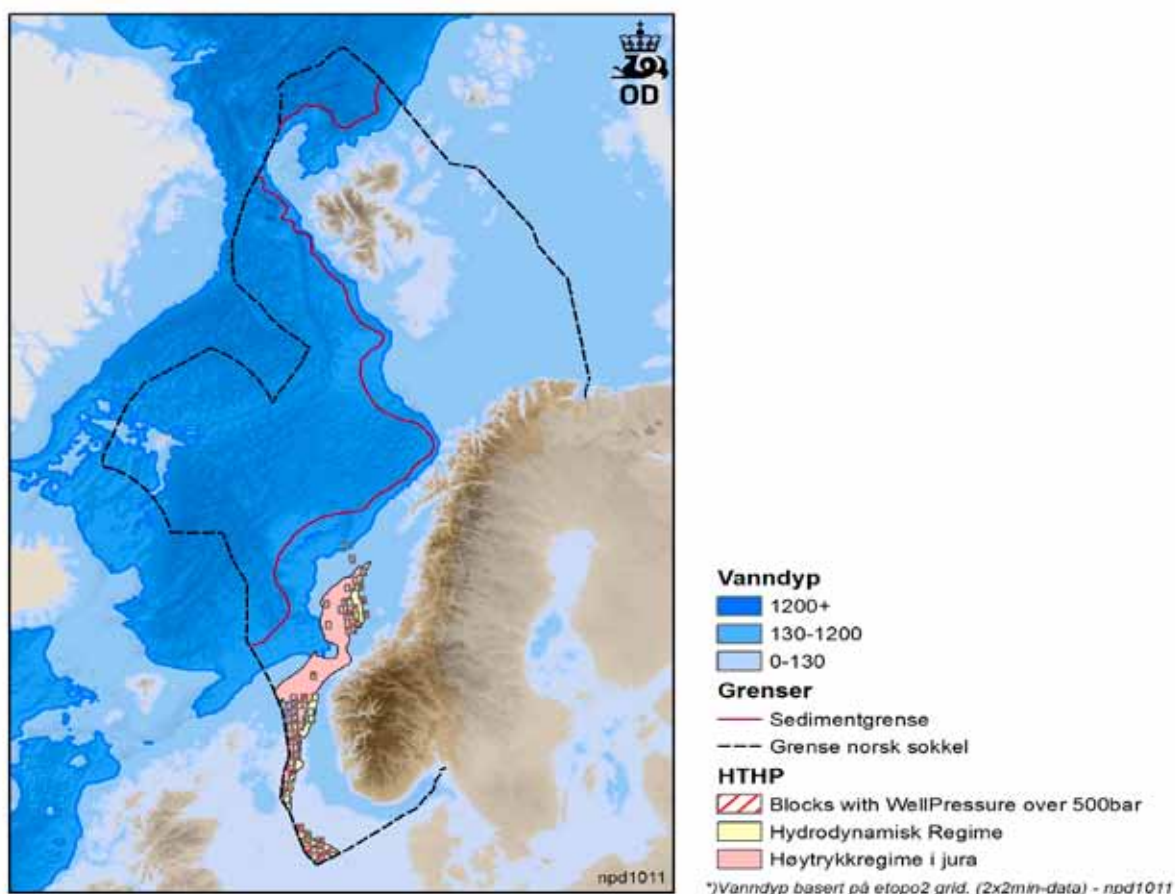 OD
npd1011
Vanndyp
1200+
130-1200
0-130
Grenser
Sedimentgrense
Grense norsk sokkel
HTHP
Blocks with WellPressure over 500bar
Hydrodynamisk Regime
Høytrykkregime i jura
*)Vanndyp basert på etopo2 grid, (2x2min-data) - npd1011